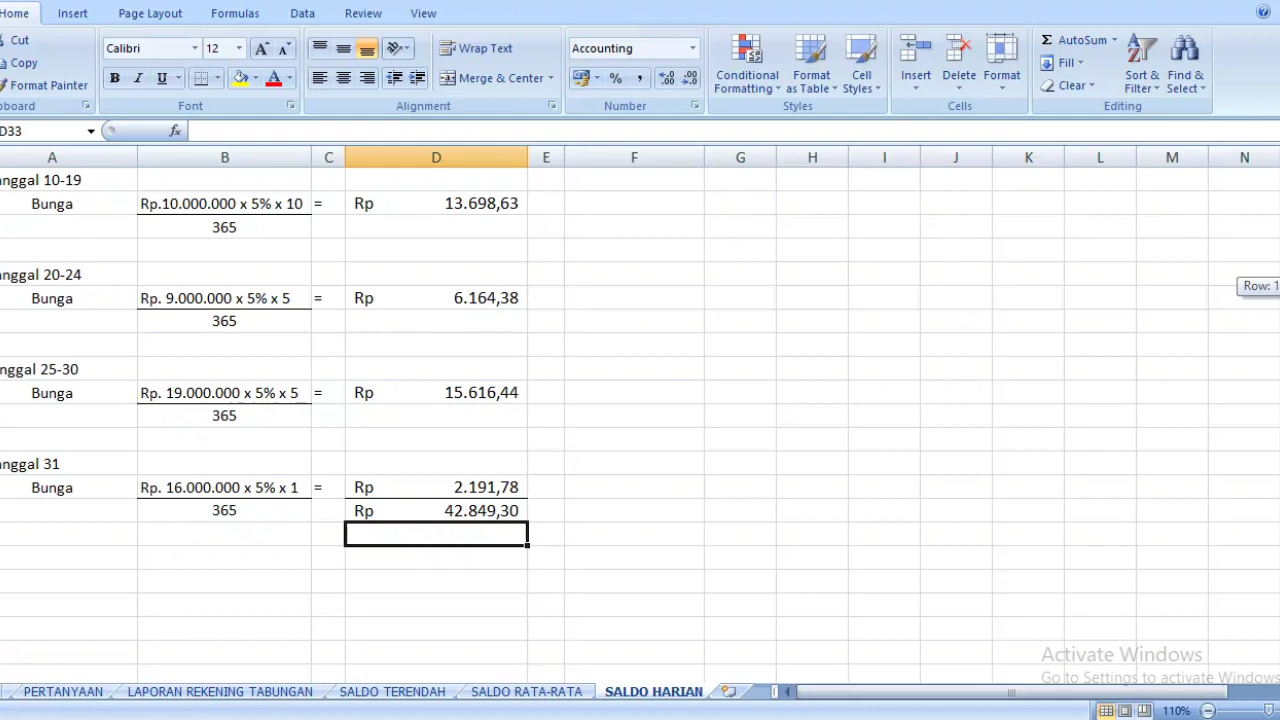 Home Insert Page Layout Formulas Data Review View
Cut
Copy
Format Painter
Calibri 12
B I U
Wrap Text
Merge & Center
Accounting
% ,
Conditional Formatting
Format as Table
Cell Styles
Insert
Delete
Format
AutoSum
Fill
Clear
Sort & Filter
Find & Select
Font Alignment Number Styles Cells Editing
D33 fx
A B C D E F G H I J K L M N
anggal 10-19
Bunga Rp.10.000.000 x 5% x 10 = Rp 13.698,63
365
anggal 20-24
Bunga Rp. 9.000.000 x 5% x 5 = Rp 6.164,38
365
anggal 25-30
Bunga Rp. 19.000.000 x 5% x 5 = Rp 15.616,44
365
anggal 31
Bunga Rp. 16.000.000 x 5% x 1 = Rp 2.191,78
365 Rp 42.849,30
Row: 1
Activate Windows
Go to Settings to activate Windows
PERTANYAAN LAPORAN REKENING TABUNGAN SALDO TERENDAH SALDO RATA-RATA SALDO HARIAN
110%